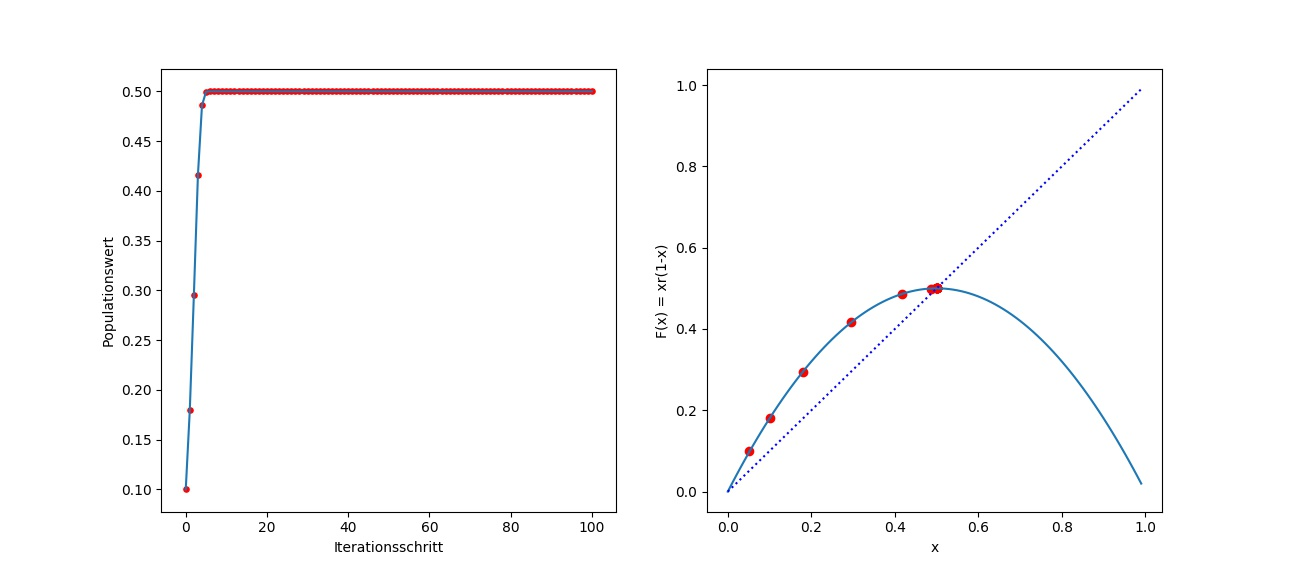 0.50
0.45
0.40
0.35
0.30
0.25
0.20
0.15
0.10
Populationswert
0 20 40 60 80 100
Iterationsschritt
1.0
0.8
0.6
0.4
0.2
0.0
F(x) = xr(1-x)
0.0 0.2 0.4 0.6 0.8 1.0
x